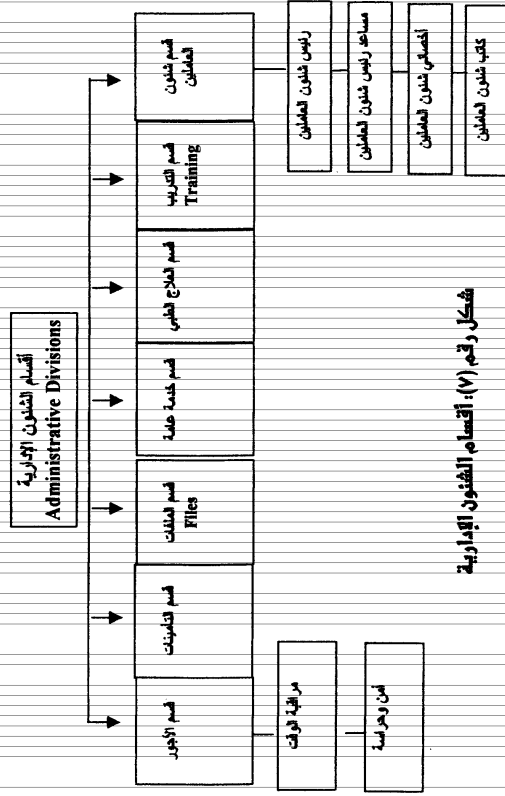 أقسام الشئون الإدارية
Administrative Divisions
قسم شئون
العاملين
قسم التدريب
Training
قسم العلاج الطبي
قسم خدمة عامة
قسم الملفات
Files
قسم التأمينات
قسم الأجور
رئيس شئون العاملين
مساعد رئيس شئون العاملين
أخصائي شئون العاملين
كاتب شئون العاملين
مراقبة الوقت
أمن وحراسة
شكل رقم (٧): أقسام الشئون الإدارية